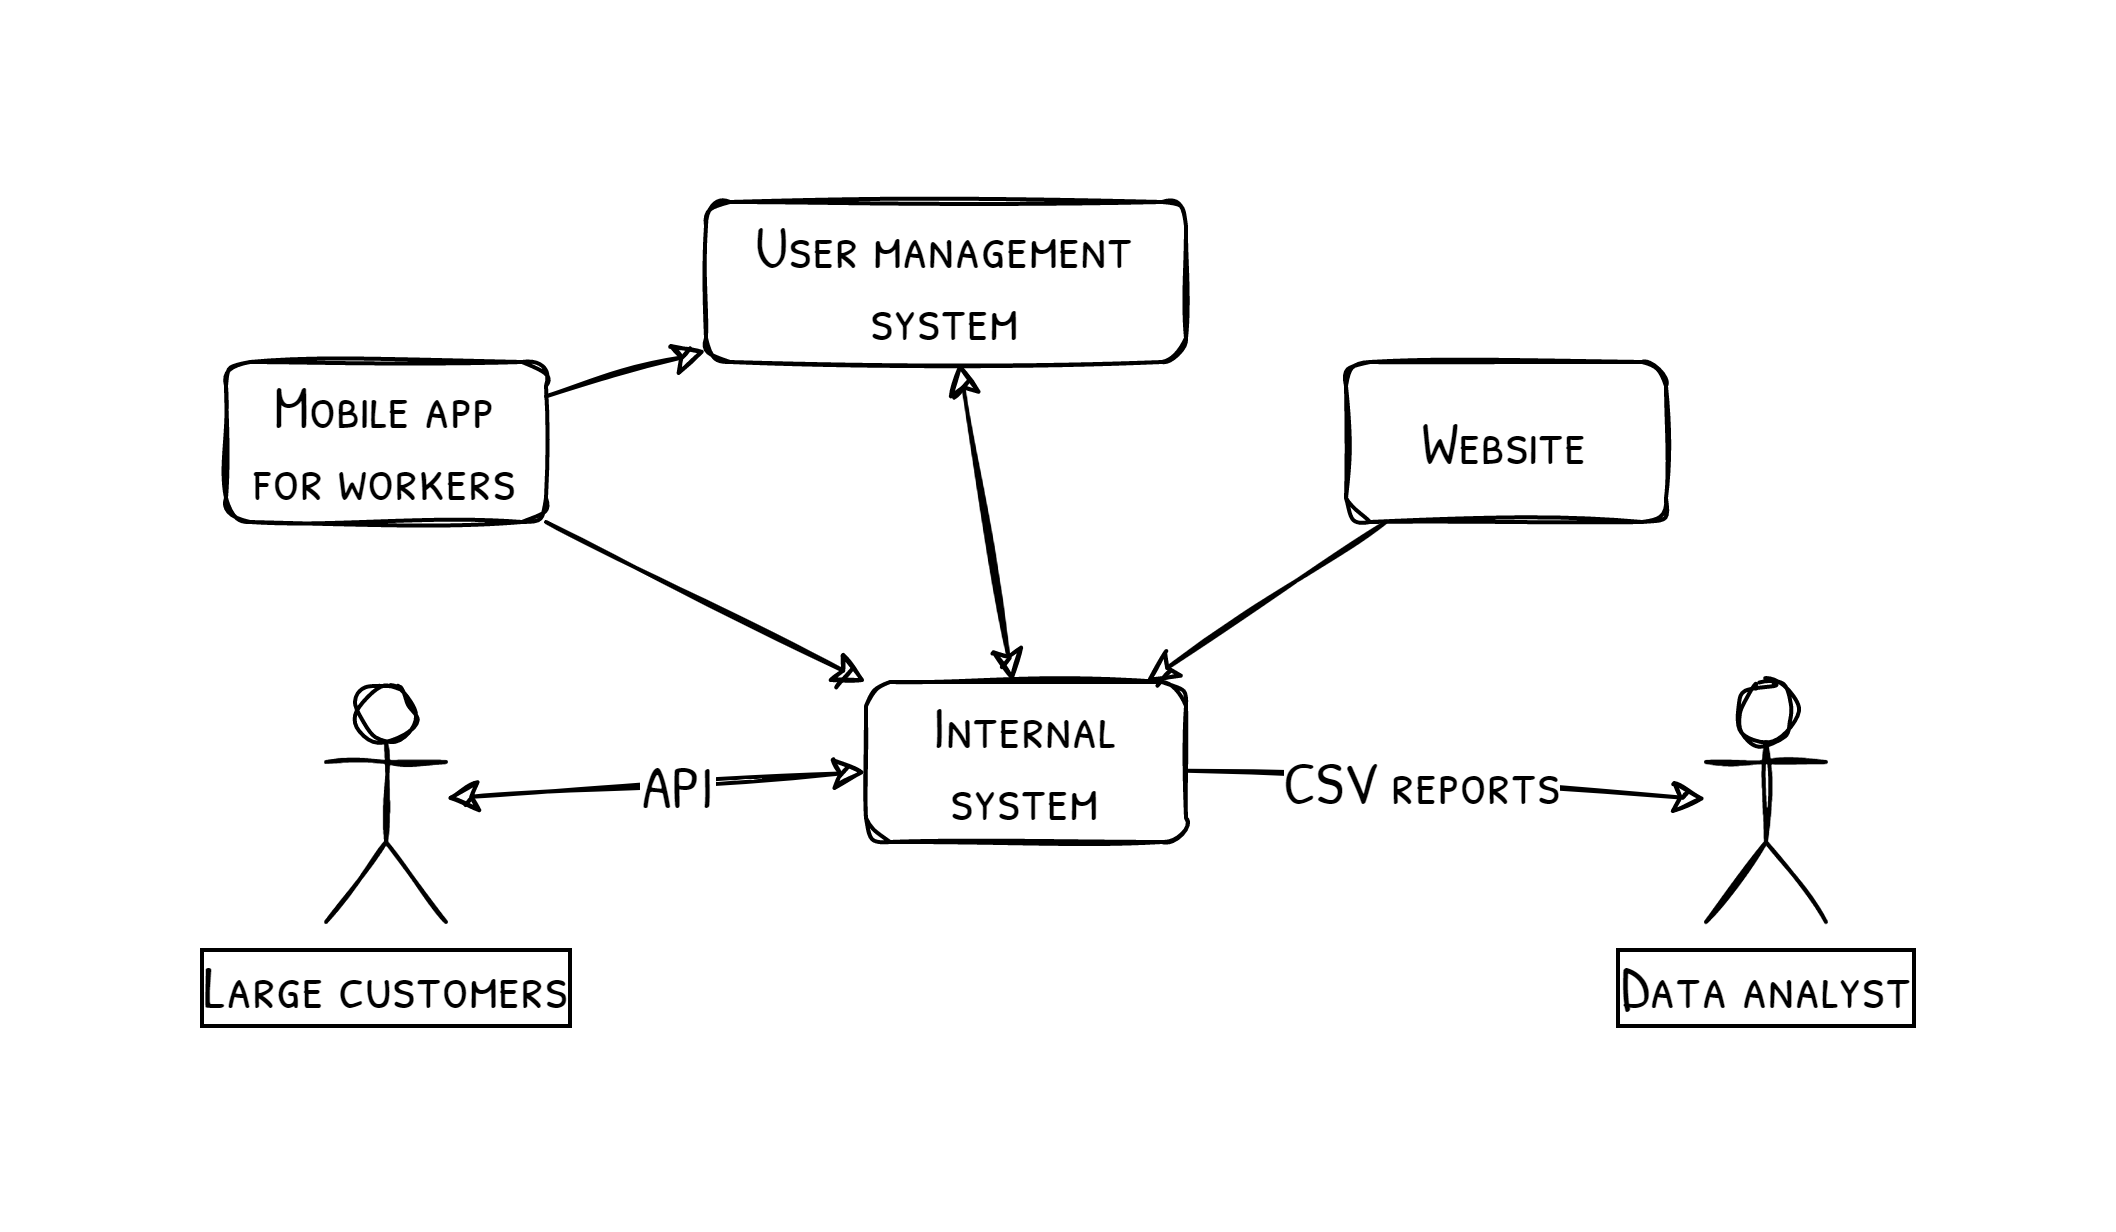 User management
system
Mobile app
for workers
Website
Internal
system
API
CSV reports
Large customers
Data analyst